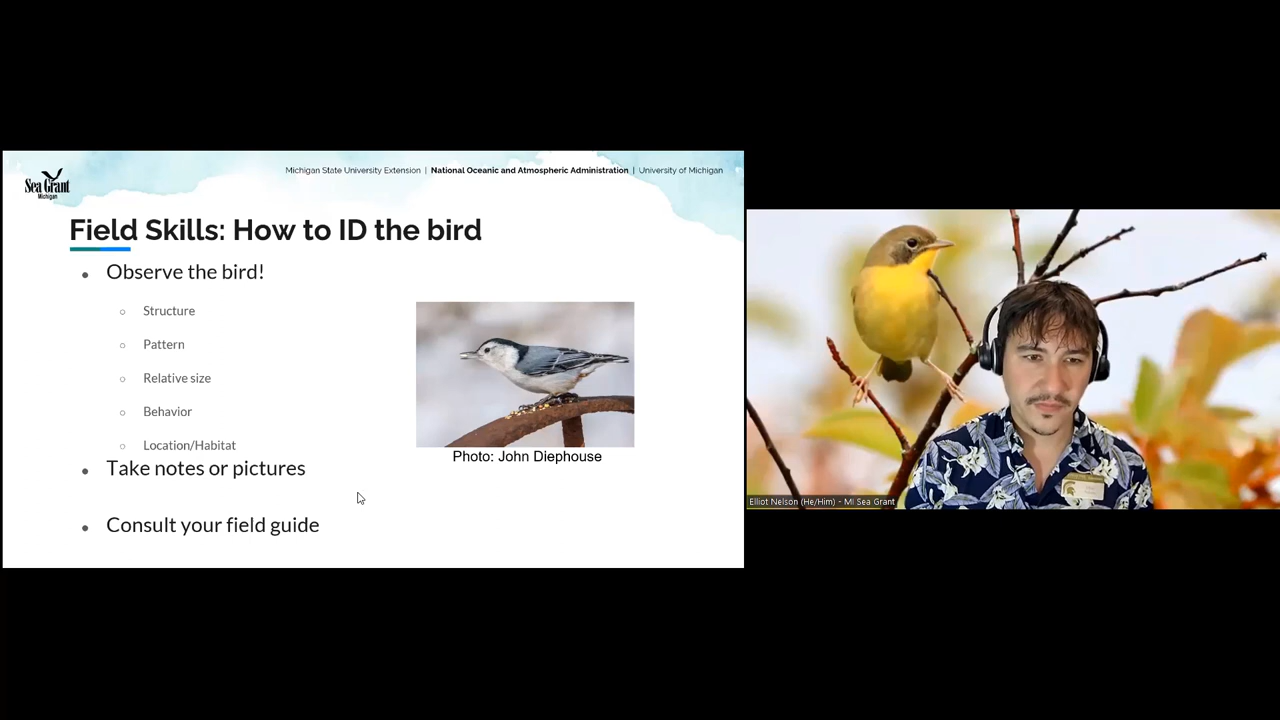 Sea Grant
Michigan
Michigan State University Extension | National Oceanic and Atmospheric Administration | University of Michigan
Field Skills: How to ID the bird
Observe the bird!
Structure
Pattern
Relative size
Behavior
Location/Habitat
Take notes or pictures
Consult your field guide
Photo: John Diephouse
Elliot Nelson (He/Him) - MI Sea Grant